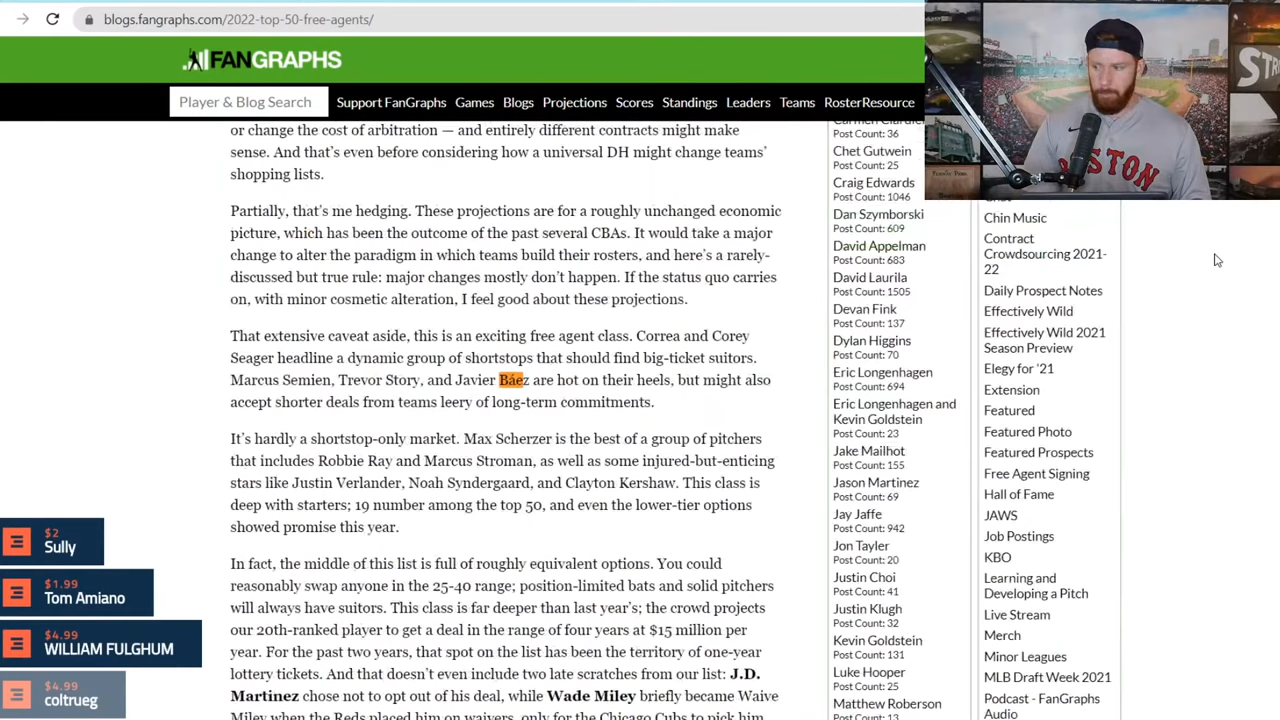 blogs.fangraphs.com/2022-top-50-free-agents/
FANGRAPHS
Player & Blog Search
Support FanGraphs Games Blogs Projections Scores Standings Leaders Teams RosterResource
or change the cost of arbitration — and entirely different contracts might make
sense. And that's even before considering how a universal DH might change teams'
shopping lists.
Partially, that's me hedging. These projections are for a roughly unchanged economic
picture, which has been the outcome of the past several CBAs. It would take a major
change to alter the paradigm in which teams build their rosters, and here's a rarely-
discussed but true rule: major changes mostly don't happen. If the status quo carries
on, with minor cosmetic alteration, I feel good about these projections.
That extensive caveat aside, this is an exciting free agent class. Correa and Corey
Seager headline a dynamic group of shortstops that should find big-ticket suitors.
Marcus Semien, Trevor Story, and Javier Báez are hot on their heels, but might also
accept shorter deals from teams leery of long-term commitments.
It's hardly a shortstop-only market. Max Scherzer is the best of a group of pitchers
that includes Robbie Ray and Marcus Stroman, as well as some injured-but-enticing
stars like Justin Verlander, Noah Syndergaard, and Clayton Kershaw. This class is
deep with starters; 19 number among the top 50, and even the lower-tier options
showed promise this year.
In fact, the middle of this list is full of roughly equivalent options. You could
reasonably swap anyone in the 25-40 range; position-limited bats and solid pitchers
will always have suitors. This class is far deeper than last year's; the crowd projects
our 20th-ranked player to get a deal in the range of four years at $15 million per
year. For the past two years, that spot on the list has been the territory of one-year
lottery tickets. And that doesn't even include two late scratches from our list: J.D.
Martinez chose not to opt out of his deal, while Wade Miley briefly became Waive
Miley when the Reds placed him on waivers, only for the Chicago Cubs to pick him
Post Count: 36
Chet Gutwein
Post Count: 25
Craig Edwards
Post Count: 1046
Dan Szymborski
Post Count: 609
David Appelman
Post Count: 683
David Laurila
Post Count: 1505
Devan Fink
Post Count: 137
Dylan Higgins
Post Count: 70
Eric Longenhagen
Post Count: 694
Eric Longenhagen and
Kevin Goldstein
Post Count: 23
Jake Mailhot
Post Count: 155
Jason Martinez
Post Count: 69
Jay Jaffe
Post Count: 942
Jon Tayler
Post Count: 20
Justin Choi
Post Count: 41
Justin Klugh
Post Count: 32
Kevin Goldstein
Post Count: 131
Luke Hooper
Post Count: 25
Matthew Roberson
Post Count: 13
Chin Music
Contract
Crowdsourcing 2021-
22
Daily Prospect Notes
Effectively Wild
Effectively Wild 2021
Season Preview
Elegy for '21
Extension
Featured
Featured Photo
Featured Prospects
Free Agent Signing
Hall of Fame
JAWS
Job Postings
KBO
Learning and
Developing a Pitch
Live Stream
Merch
Minor Leagues
MLB Draft Week 2021
Podcast - FanGraphs
Audio
BOSTON
$2
Sully
$1.99
Tom Amiano
$4.99
WILLIAM FULGHUM
$4.99
coltrueg